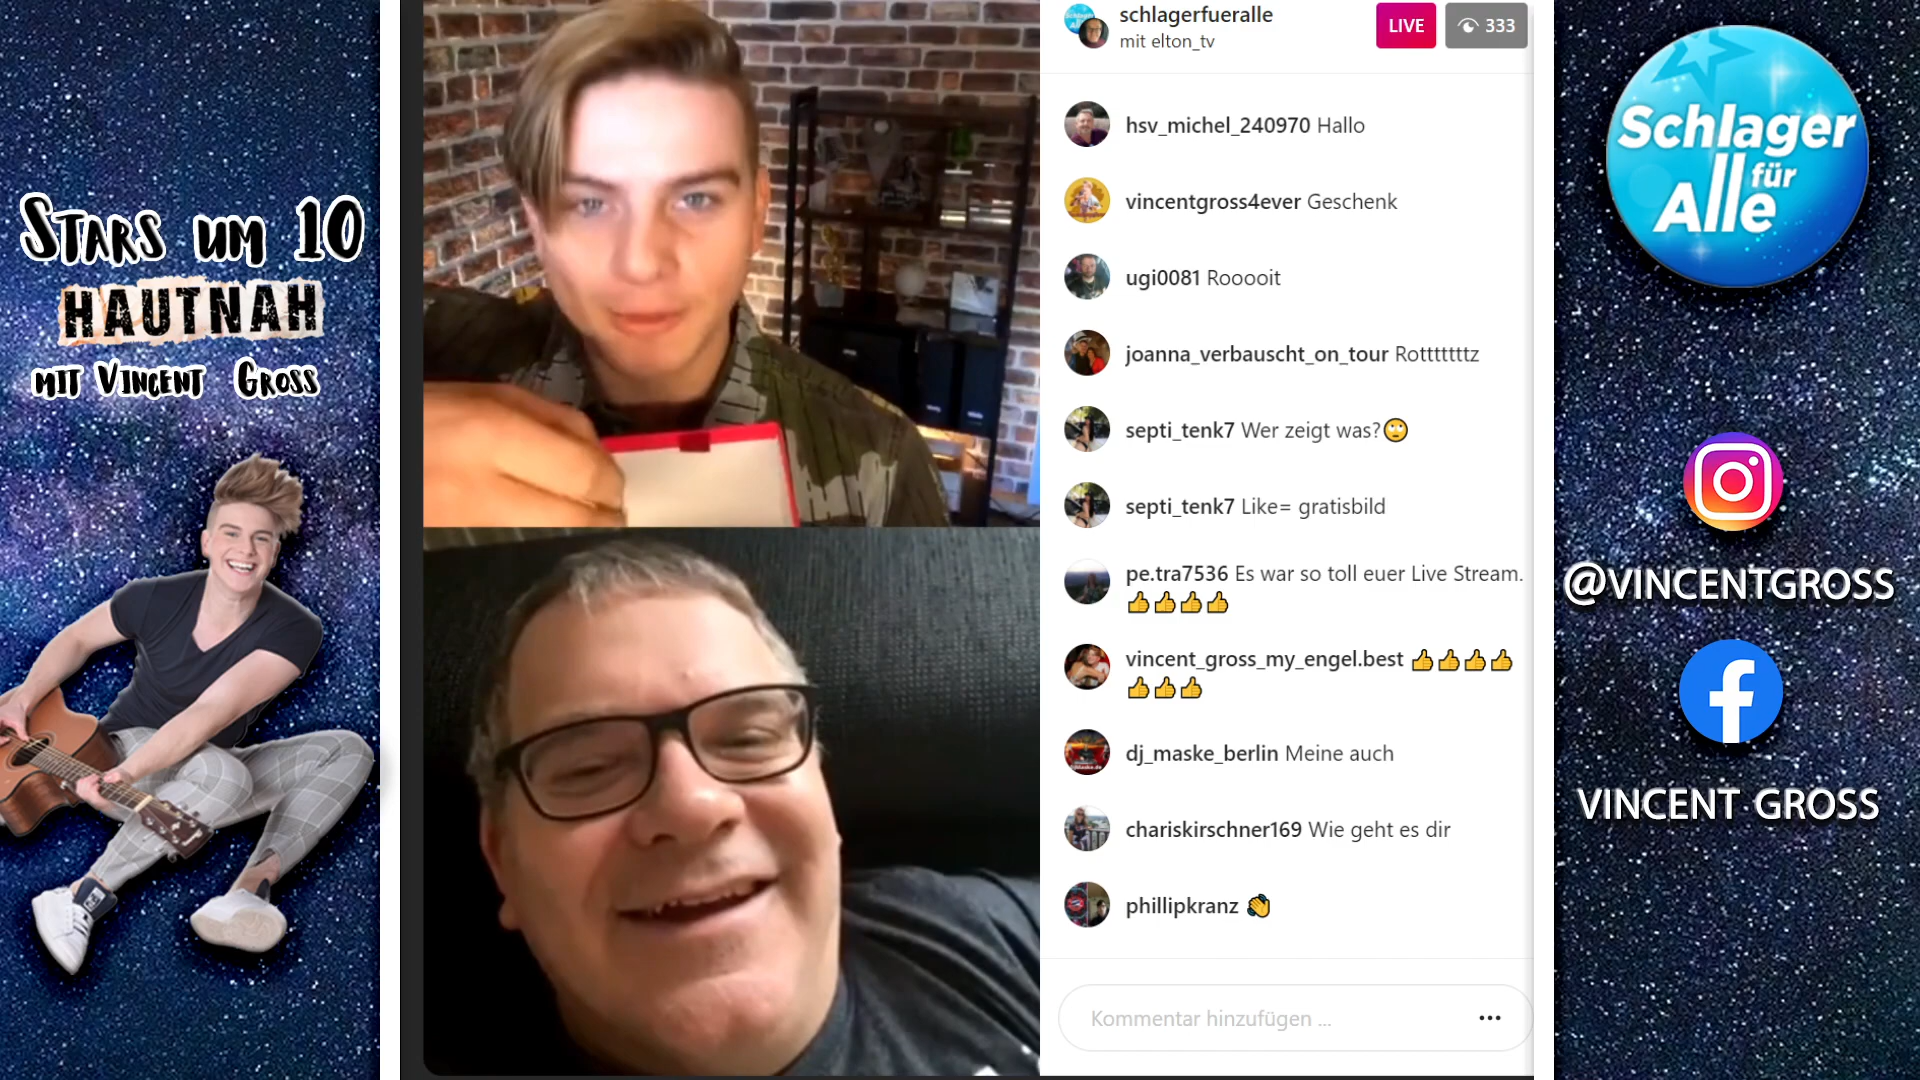 Stars um 10
HAUTNAH
mit Vincent Gross
schlagerfueralle
mit elton_tv
LIVE
333
hsv_michel_240970 Hallo
vincentgross4ever Geschenk
ugi0081 Rooooit
joanna_verbauscht_on_tour Rotttttttz
septi_tenk7 Wer zeigt was?🙄
septi_tenk7 Like= gratisbild
pe.tra7536 Es war so toll euer Live Stream.
👍👍👍👍
vincent_gross_my_engel.best 👍👍👍👍
👍👍👍
dj_maske_berlin Meine auch
chariskirschner169 Wie geht es dir
phillipkranz 👏
Kommentar hinzufügen ...
Schlager
für
Alle
@VINCENTGROSS
VINCENT GROSS